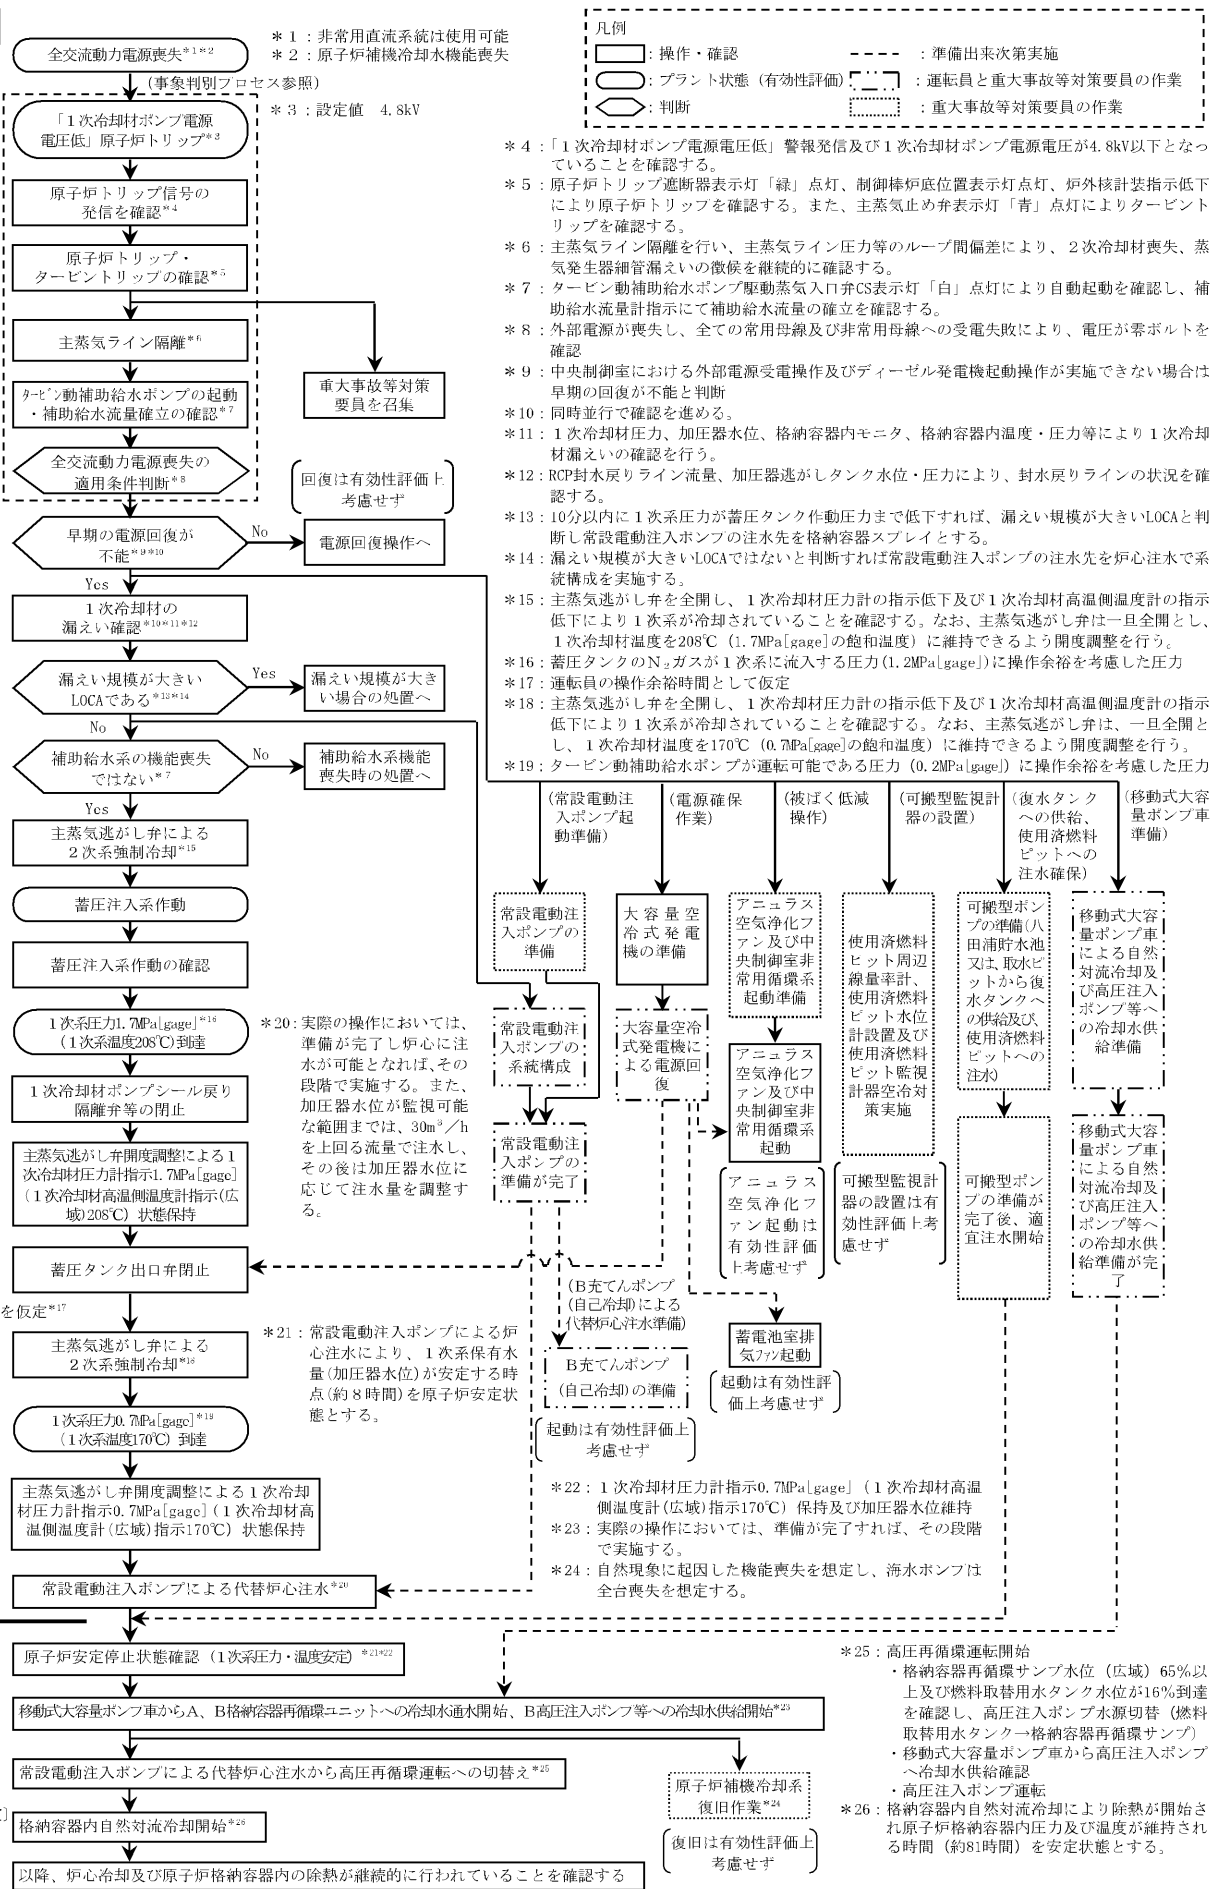 全交流動力電源喪失*1*2
*1：非常用直流系統は使用可能
*2：原子炉補機冷却水機能喪失
(事象判別プロセス参照)
*3：設定値　4.8kV
凡例
：操作・確認
：準備出来次第実施
：プラント状態（有効性評価）
：運転員と重大事故等対策要員の作業
：判断
：重大事故等対策要員の作業
「1次冷却材ポンプ電源
電圧低」原子炉トリップ*3
原子炉トリップ信号の
発信を確認*4
原子炉トリップ・
タービントリップの確認*5
主蒸気ライン隔離*6
タービン動補助給水ポンプの起動
・補助給水流量確立の確認*7
重大事故等対策
要員を召集
全交流動力電源喪失の
適用条件判断*8
回復は有効性評価上
考慮せず
早期の電源回復が
不能*9*10
No
電源回復操作へ
Yes
1次冷却材の
漏えい確認*10*11*12
漏えい規模が大きい
LOCAである*13*14
Yes
漏えい規模が大き
い場合の処置へ
No
補助給水系の機能喪失
ではない*7
No
補助給水系機能
喪失時の処置へ
Yes
*4：「1次冷却材ポンプ電源電圧低」警報発信及び1次冷却材ポンプ電源電圧が4.8kV以下となっ
ていることを確認する。
*5：原子炉トリップ遮断器表示灯「緑」点灯、制御棒炉底位置表示灯点灯、炉外核計装指示低下
により原子炉トリップを確認する。また、主蒸気止め弁表示灯「青」点灯によりタービント
リップを確認する。
*6：主蒸気ライン隔離を行い、主蒸気ライン圧力等のループ間偏差により、2次冷却材喪失、蒸
気発生器細管漏えいの徴候を継続的に確認する。
*7：タービン動補助給水ポンプ駆動蒸気入口弁CS表示灯「白」点灯により自動起動を確認し、補
助給水流量計指示にて補助給水流量の確立を確認する。
*8：外部電源が喪失し、全ての常用母線及び非常用母線への受電失敗により、電圧が零ボルトを
確認
*9：中央制御室における外部電源受電操作及びディーゼル発電機起動操作が実施できない場合は
早期の回復が不能と判断
*10：同時並行で確認を進める。
*11：1次冷却材圧力、加圧器水位、格納容器内モニタ、格納容器内温度・圧力等により1次冷却
材漏えいの確認を行う。
*12：RCP封水戻りライン流量、加圧器逃がしタンク水位・圧力により、封水戻りラインの状況を確
認する。
*13：10分以内に1次系圧力が蓄圧タンク作動圧力まで低下すれば、漏えい規模が大きいLOCAと判
断し常設電動注入ポンプの注水先を格納容器スプレイとする。
*14：漏えい規模が大きいLOCAではないと判断すれば常設電動注入ポンプの注水先を炉心注水で系
統構成を実施する。
*15：主蒸気逃がし弁を全開し、1次冷却材圧力計の指示低下及び1次冷却材高温側温度計の指示
低下により1次系が冷却されていることを確認する。なお、主蒸気逃がし弁は一旦全開とし、
1次冷却材温度を208℃（1.7MPa[gage]の飽和温度）に維持できるよう開度調整を行う。
*16：蓄圧タンクのN₂ガスが1次系に流入する圧力(1.2MPa[gage])に操作余裕を考慮した圧力
*17：運転員の操作余裕時間として仮定
*18：主蒸気逃がし弁を全開し、1次冷却材圧力計の指示低下及び1次冷却材高温側温度計の指示
低下により1次系が冷却されていることを確認する。なお、主蒸気逃がし弁は、一旦全開と
し、1次冷却材温度を170℃（0.7MPa[gage]の飽和温度）に維持できるよう開度調整を行う。
*19：タービン動補助給水ポンプが運転可能である圧力（0.2MPa[gage]）に操作余裕を考慮した圧力
主蒸気逃がし弁による
2次系強制冷却*15
蓄圧注入系作動
蓄圧注入系作動の確認
1次系圧力1.7MPa[gage]*16
（1次系温度208℃）到達
1次冷却材ポンプシール戻り
隔離弁等の閉止
主蒸気逃がし弁開度調整による1
次冷却材圧力計指示1.7MPa[gage]
（1次冷却材高温側温度計指示(広
域)208℃）状態保持
蓄圧タンク出口弁閉止
を仮定*17
主蒸気逃がし弁による
2次系強制冷却*18
1次系圧力0.7MPa[gage]*19
（1次系温度170℃）到達
主蒸気逃がし弁開度調整による1次冷却
材圧力計指示0.7MPa[gage]（1次冷却材高
温側温度計(広域)指示170℃）状態保持
常設電動注入ポンプによる代替炉心注水*20
(常設電動注
入ポンプ起
動準備)
(電源確保
作業)
(被ばく低減
操作)
(可搬型監視計
器の設置)
(復水タンク
への供給、
使用済燃料
ピットへの
注水確保)
(移動式大容
量ポンプ車
準備)
常設電動注
入ポンプの
準備
大容量空
冷式発電
機の準備
アニュラス
空気浄化フ
ァン及び中
央制御室非
常用循環系
起動準備
使用済燃料
ピット周辺
線量率計、
使用済燃料
ピット水位
計設置及び
使用済燃料
ピット監視
計器空冷対
策実施
可搬型ポン
プの準備(八
田浦貯水池
又は、取水ピ
ットから復
水タンクへ
の供給及び、
使用済燃料
ピットへの
注水)
移動式大容
量ポンプ車
による自然
対流冷却及
び高圧注入
ポンプ等へ
の冷却水供
給準備
*20：実際の操作においては、
準備が完了し炉心に注
水が可能となれば、その
段階で実施する。また、
加圧器水位が監視可能
な範囲までは、30m³／h
を上回る流量で注水し、
その後は加圧器水位に
応じて注水量を調整す
る。
常設電動注
入ポンプの
系統構成
大容量空冷
式発電機に
よる電源回
復
アニュラス
空気浄化フ
ァン及び中
央制御室非
常用循環系
起動
常設電動注
入ポンプの
準備が完了
アニュラス
空気浄化フ
ァン起動は
有効性評価
上考慮せず
可搬型監視計
器の設置は有
効性評価上考
慮せず
可搬型ポン
プの準備が
完了後、適
宜注水開始
移動式大容
量ポンプ車
による自然
対流冷却及
び高圧注入
ポンプ等へ
の冷却水供
給準備が完
了
(B充てんポンプ
(自己冷却)による
代替炉心注水準備)
*21：常設電動注入ポンプによる炉
心注水により、1次系保有水
量(加圧器水位)が安定する時
点(約8時間)を原子炉安定状
態とする。
B充てんポンプ
(自己冷却)の準備
起動は有効性評価上
考慮せず
蓄電池室排
気ファン起動
起動は有効性評
価上考慮せず
*22：1次冷却材圧力計指示0.7MPa[gage]（1次冷却材高温
側温度計(広域)指示170℃）保持及び加圧器水位維持
*23：実際の操作においては、準備が完了すれば、その段階
で実施する。
*24：自然現象に起因した機能喪失を想定し、海水ポンプは
全台喪失を想定する。
原子炉安定停止状態確認（1次系圧力・温度安定）*21*22
移動式大容量ポンプ車からA、B格納容器再循環ユニットへの冷却水通水開始、B高圧注入ポンプ等への冷却水供給開始*23
常設電動注入ポンプによる代替炉心注水から高圧再循環運転への切替え*25
原子炉補機冷却系
復旧作業*24
復旧は有効性評価上
考慮せず
格納容器内自然対流冷却開始*26
以降、炉心冷却及び原子炉格納容器内の除熱が継続的に行われていることを確認する
*25：高圧再循環運転開始
・格納容器再循環サンプ水位（広域）65%以
上及び燃料取替用水タンク水位が16%到達
を確認し、高圧注入ポンプ水源切替（燃料
取替用水タンク→格納容器再循環サンプ）
・移動式大容量ポンプ車から高圧注入ポンプ
へ冷却水供給確認
・高圧注入ポンプ運転
*26：格納容器内自然対流冷却により除熱が開始さ
れ原子炉格納容器内圧力及び温度が維持され
る時間（約81時間）を安定状態とする。